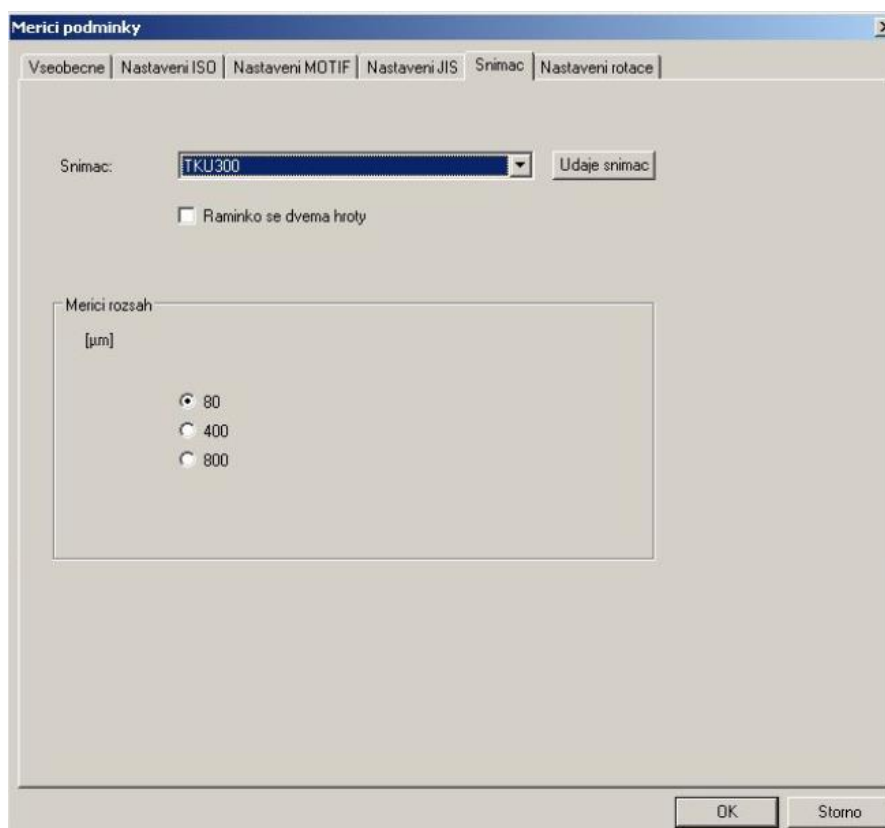 Merici podminky
Vseobecne Nastaveni ISO Nastaveni MOTIF Nastaveni JIS Snimac Nastaveni rotace
Snimac: TKU300 Udaje snimac
Raminko se dvema hroty
Merici rozsah
[µm]
80
400
800
OK Storno